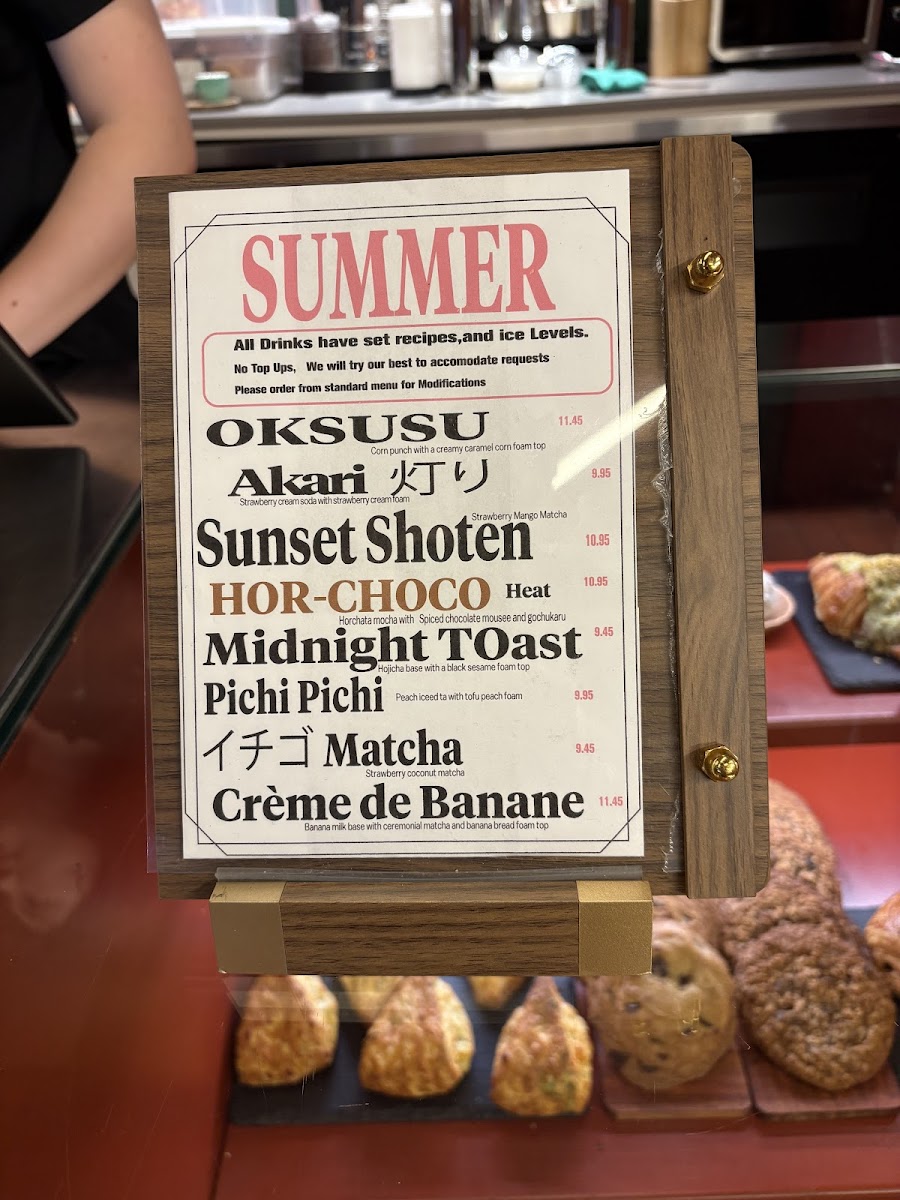 SUMMER
All Drinks have set recipes,and ice Levels.
No Top Ups, We will try our best to accomodate requests
Please order from standard menu for Modifications
OKSUSU 11.45
Corn punch with a creamy caramel corn foam top
Akari 灯り 9.95
Strawberry cream soda with strawberry cream foam
Strawberry Mango Matcha
Sunset Shoten 10.95
HOR-CHOCO Heat 10.95
Horchata mocha with Spiced chocolate mousee and gochukaru
Midnight TOast 9.45
Hojicha base with a black sesame foam top
Pichi Pichi Peach iceed ta with tofu peach foam 9.95
イチゴ Matcha 9.45
Strawberry coconut matcha
Crème de Banane 11.45
Banana milk base with ceremonial matcha and banana bread foam top